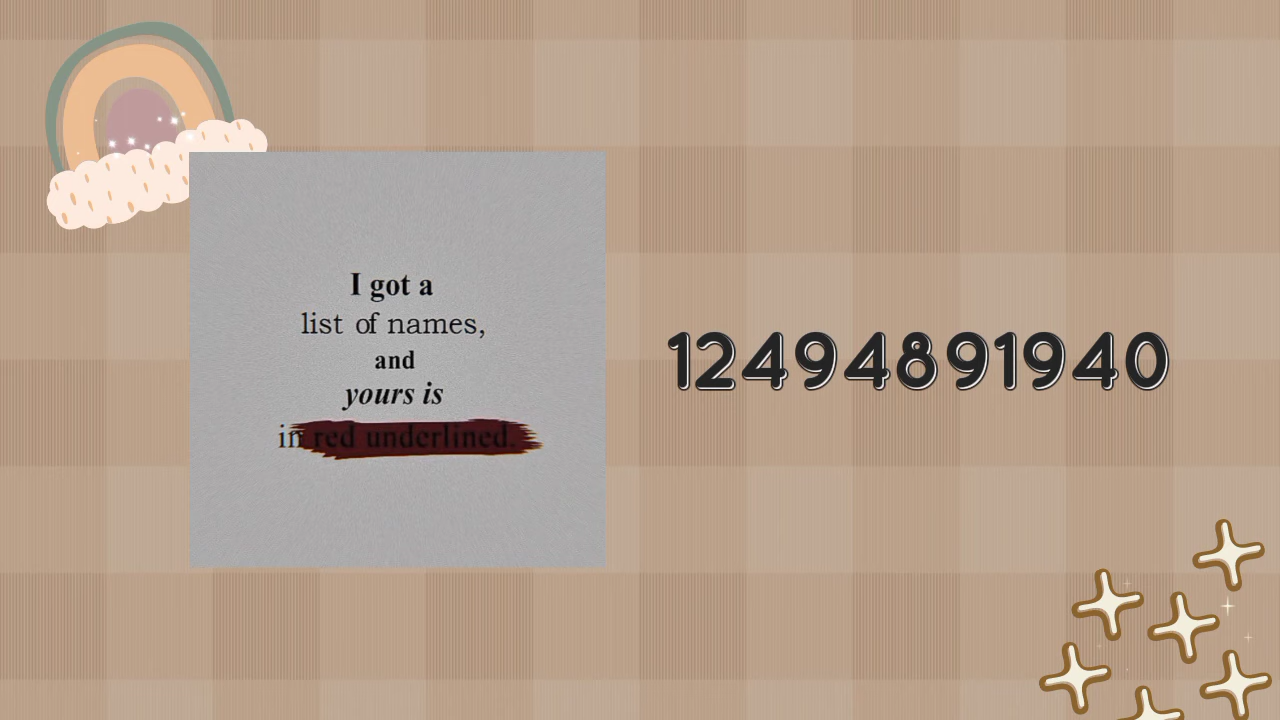 I got a
list of names,
and
yours is
in red underlined.
12494891940